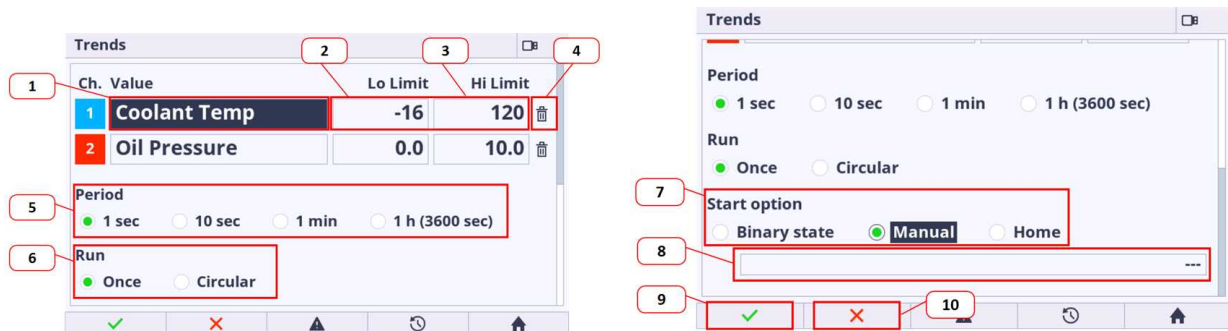 Trends
2
3
4
1
Ch. Value Lo Limit Hi Limit
1 Coolant Temp -16 120
2 Oil Pressure 0.0 10.0
5
Period
1 sec 10 sec 1 min 1 h (3600 sec)
6
Run
Once Circular
Trends
Period
1 sec 10 sec 1 min 1 h (3600 sec)
Run
Once Circular
7
Start option
Binary state Manual Home
8
---
9
10